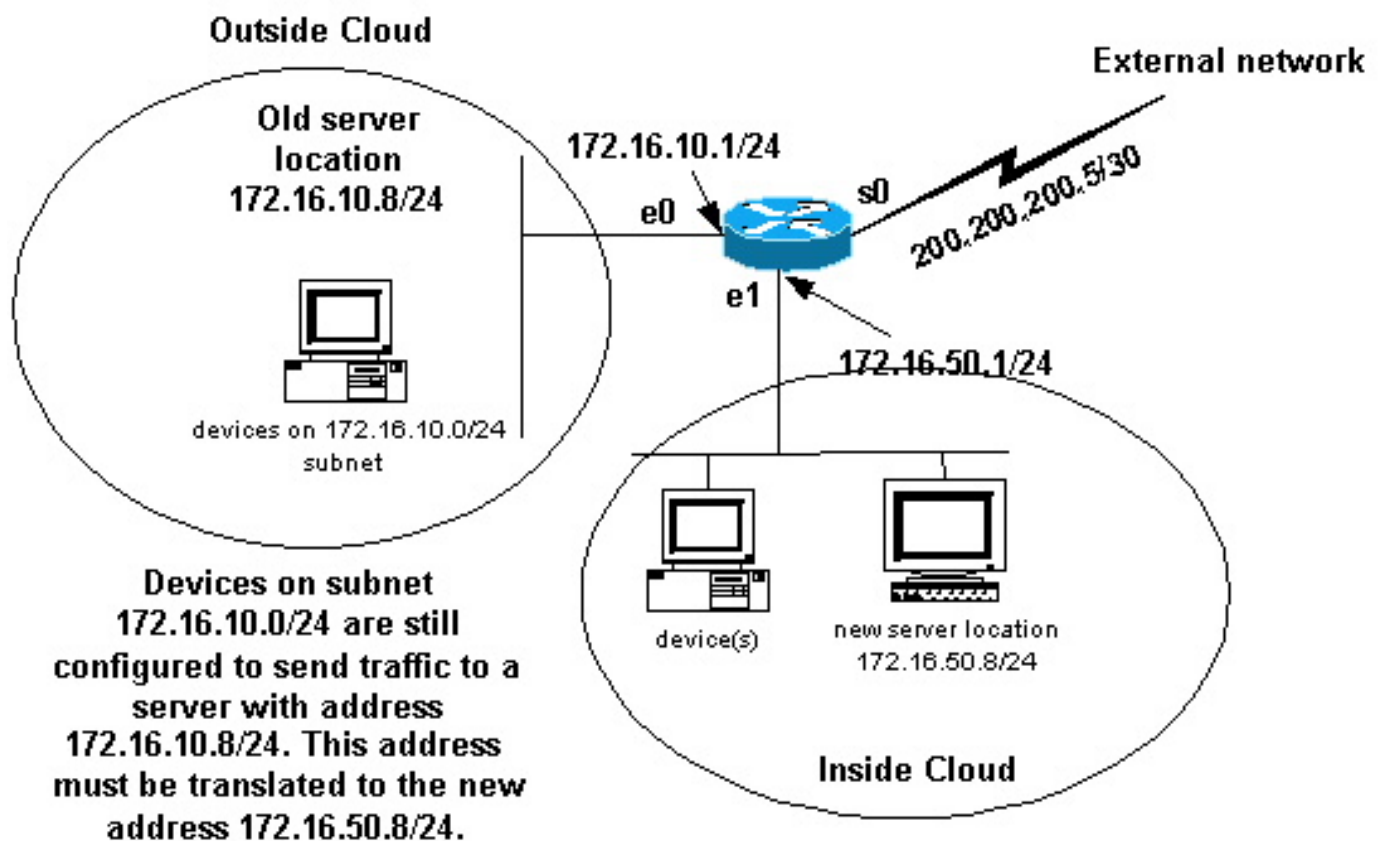 Outside Cloud
External network
Old server
location
172.16.10.8/24
172.16.10.1/24
e0
s0
200.200.200.5/30
e1
172.16.50.1/24
devices on 172.16.10.0/24
subnet
device(s)
new server location
172.16.50.8/24
Inside Cloud
Devices on subnet
172.16.10.0/24 are still
configured to send traffic to a
server with address
172.16.10.8/24. This address
must be translated to the new
address 172.16.50.8/24.